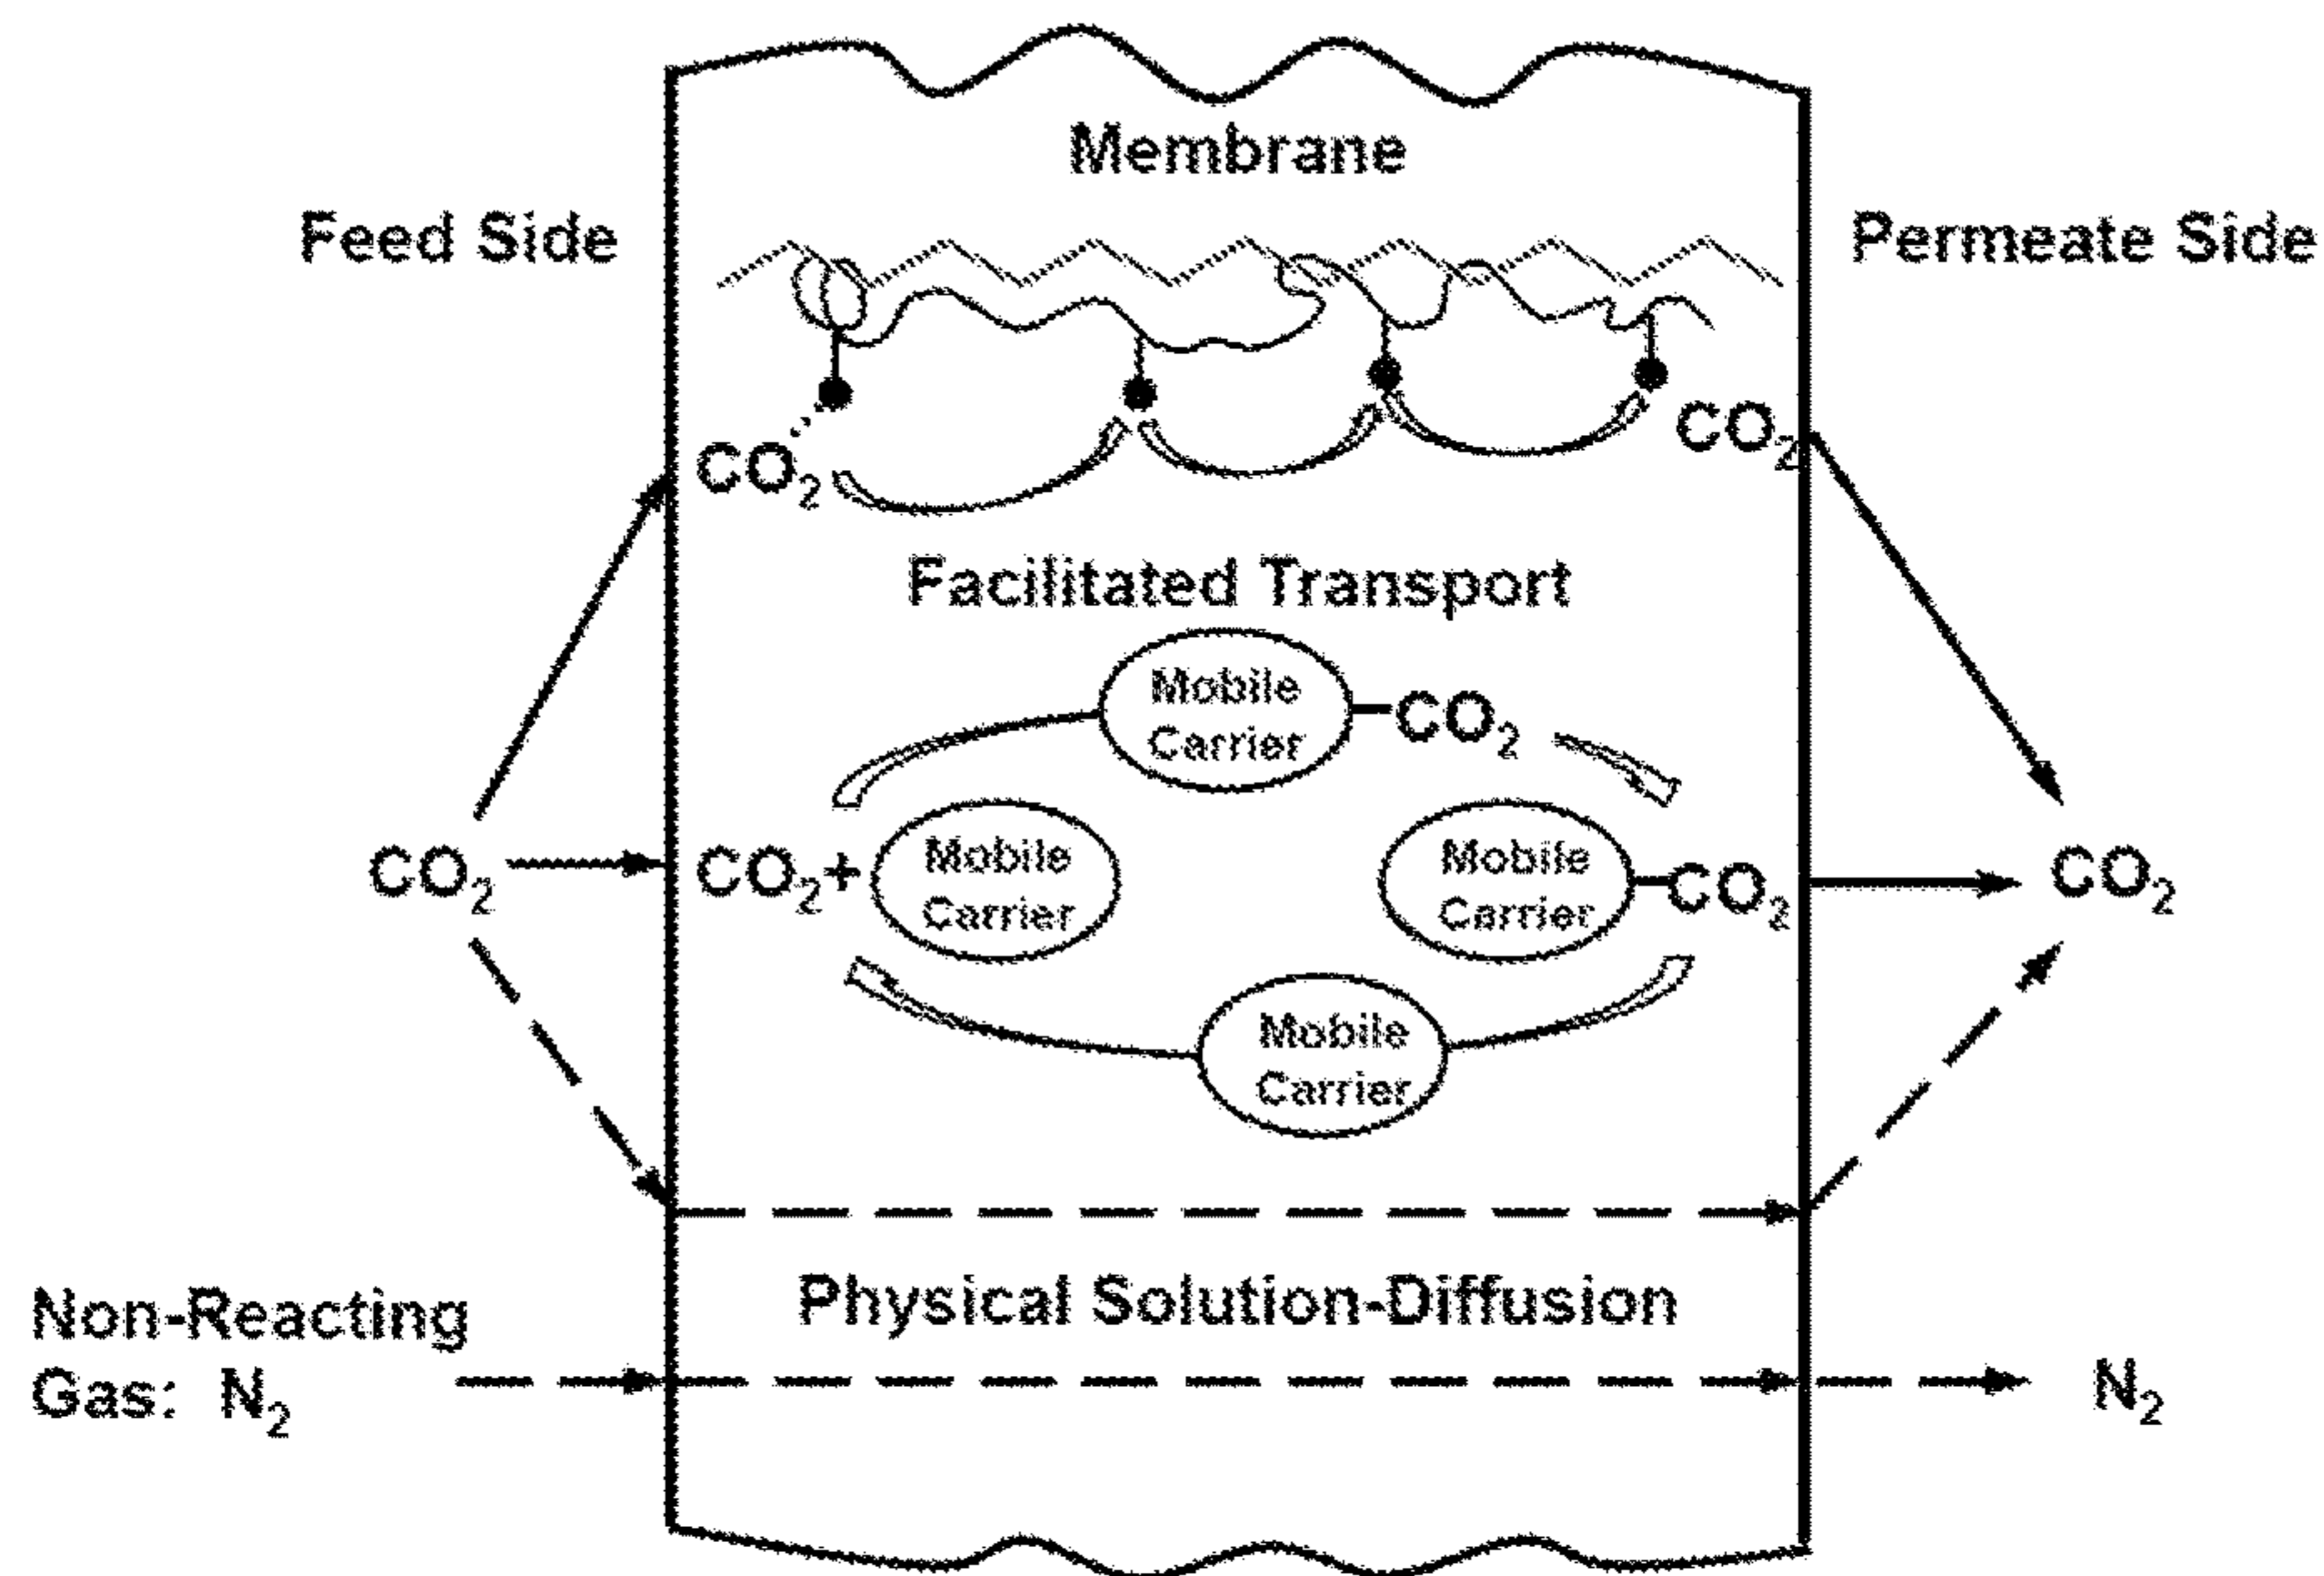 Membrane
Feed Side
Permeate Side
CO₂
CO₂
Facilitated Transport
Mobile
Carrier
CO₂
CO₂
CO₂+
Mobile
Carrier
Mobile
Carrier
CO₂
CO₂
Mobile
Carrier
Physical Solution-Diffusion
Non-Reacting
Gas: N₂
N₂